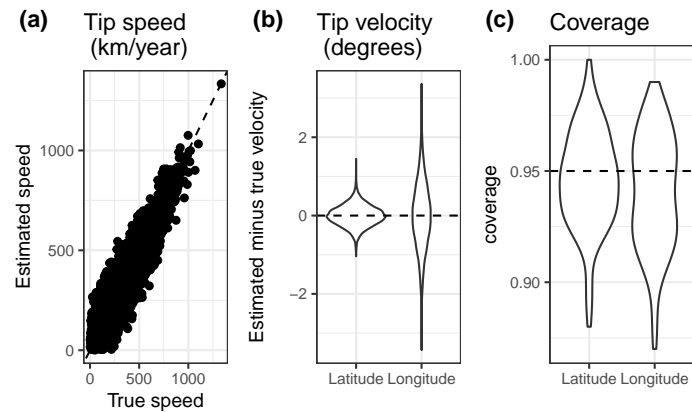 (a) Tip speed
(km/year)
Estimated speed
1000
500
0
0 500 1000
True speed
(b) Tip velocity
(degrees)
Estimated minus true velocity
2
0
−2
Latitude Longitude
(c) Coverage
coverage
1.00
0.95
0.90
Latitude Longitude